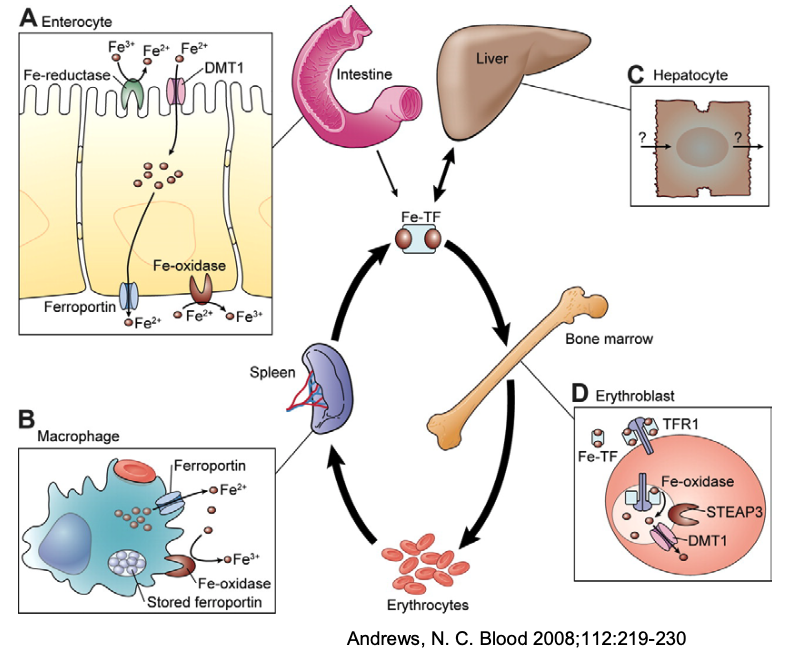 A Enterocyte
Fe3+ Fe2+ Fe2+
Fe-reductase
DMT1
Fe-oxidase
Ferroportin
Fe2+
Fe2+
Fe3+
Intestine
Liver
C Hepatocyte
?
?
Fe-TF
Bone marrow
Spleen
B Macrophage
Ferroportin
Fe2+
Fe3+
Fe-oxidase
Stored ferroportin
Erythrocytes
D Erythroblast
TFR1
Fe-TF
Fe-oxidase
STEAP3
DMT1
Andrews, N. C. Blood 2008;112:219-230